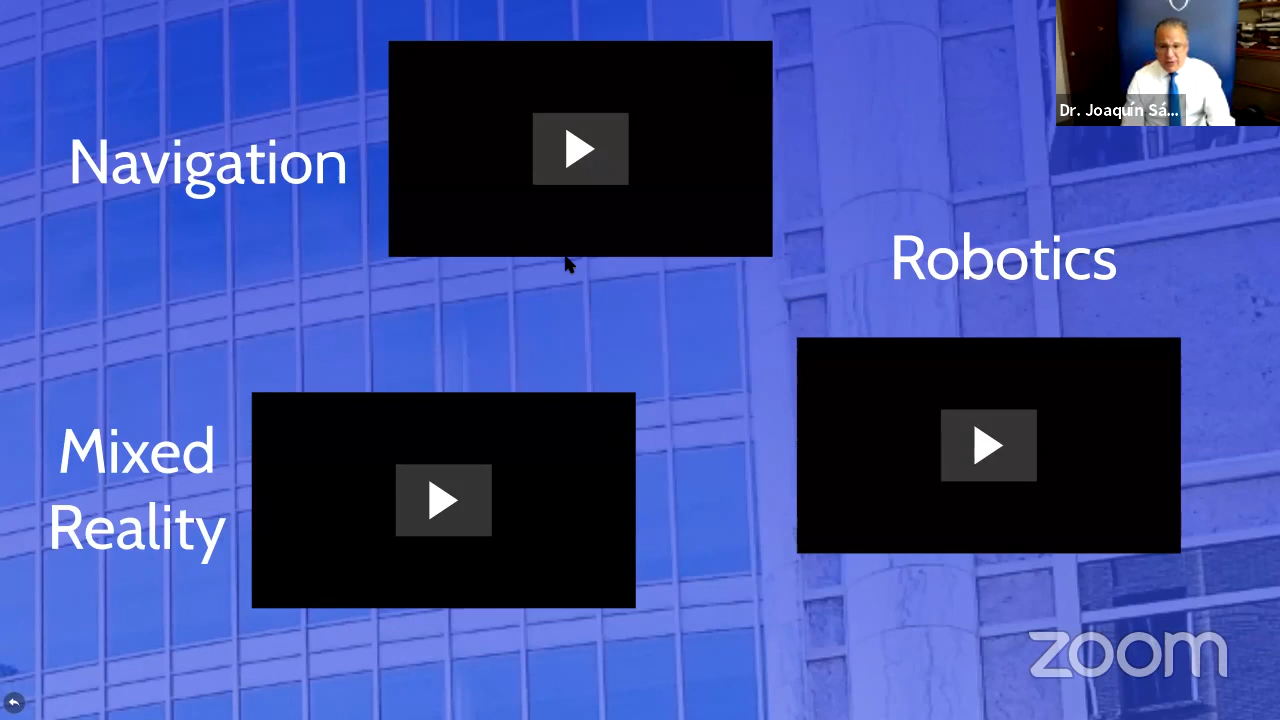 Dr. Joaquín Sá...
Navigation
Robotics
Mixed
Reality
zoom